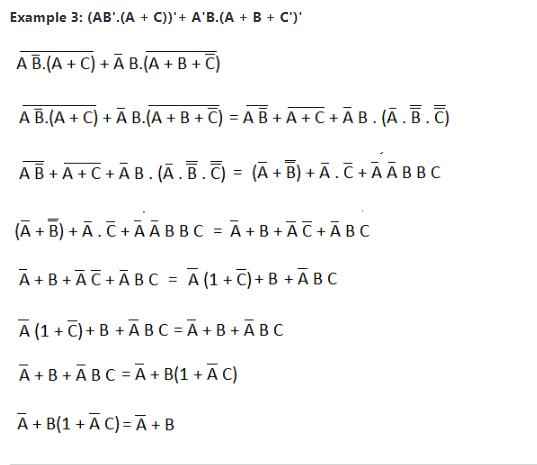 Example 3: (AB'.(A + C))'+ A'B.(A + B + C')'
A̅ ̅B̅̅.̅(̅A̅ ̅+̅ ̅C̅)̅ + A̅ B.(̅A̅ ̅+̅ ̅B̅ ̅+̅ ̅C̅̅)̅
A̅ ̅B̅̅.̅(̅A̅ ̅+̅ ̅C̅)̅ + A̅ B.(̅A̅ ̅+̅ ̅B̅ ̅+̅ ̅C̅̅)̅ = A̅ ̅B̅̅ + A̅ ̅+̅ ̅C̅ + A̅ B . (A̅ . B̅̅ . C̅̅)
A̅ ̅B̅̅ + A̅ ̅+̅ ̅C̅ + A̅ B . (A̅ . B̅̅ . C̅̅) = (A̅ + B̅̅) + A̅ . C̅ + A̅ A̅ B B C
(A̅ + B̅̅) + A̅ . C̅ + A̅ A̅ B B C = A̅ + B + A̅ C̅ + A̅ B C
A̅ + B + A̅ C̅ + A̅ B C = A̅ (1 + C̅) + B + A̅ B C
A̅ (1 + C̅) + B + A̅ B C = A̅ + B + A̅ B C
A̅ + B + A̅ B C = A̅ + B(1 + A̅ C)
A̅ + B(1 + A̅ C) = A̅ + B